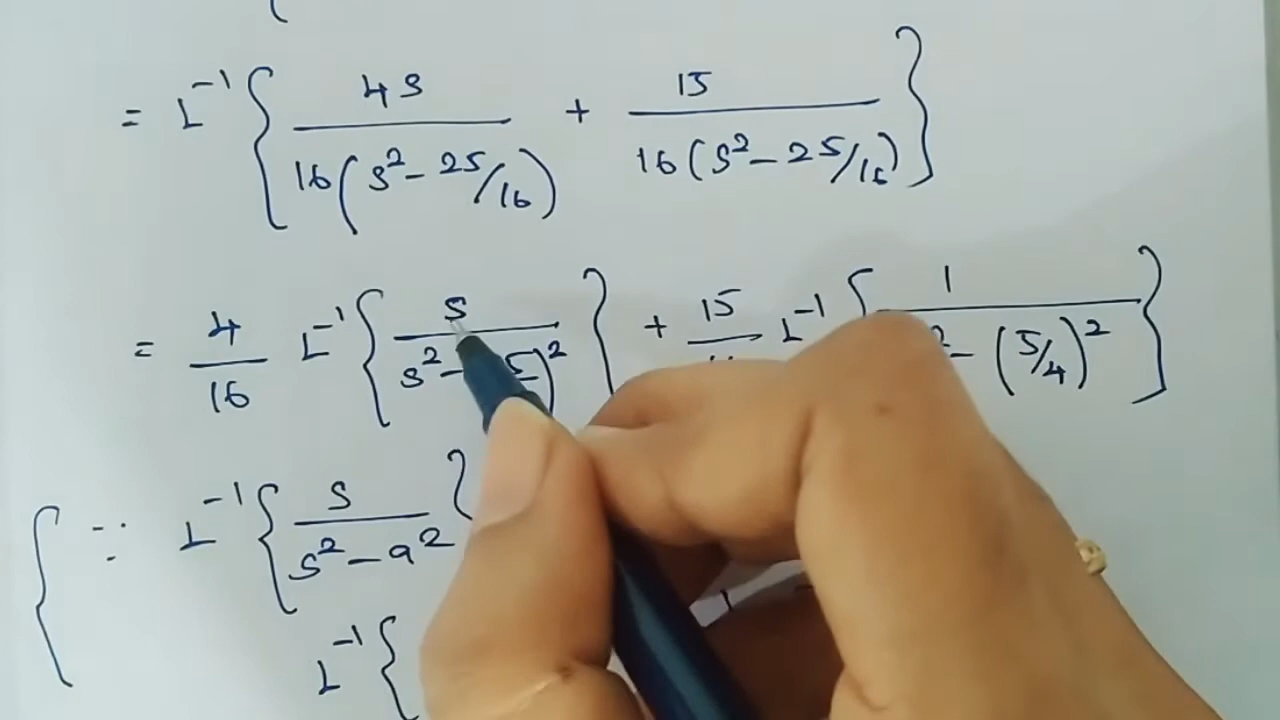 = L⁻¹ { 4s / 16(s² - 25/16) + 15 / 16(s² - 25/16) }
= 4/16 L⁻¹ { s / s² - )² } + 15/ L⁻¹ { 1 / ² - (5/4)² }
{ ∵ L⁻¹ { s / s² - a² }
L⁻¹ {